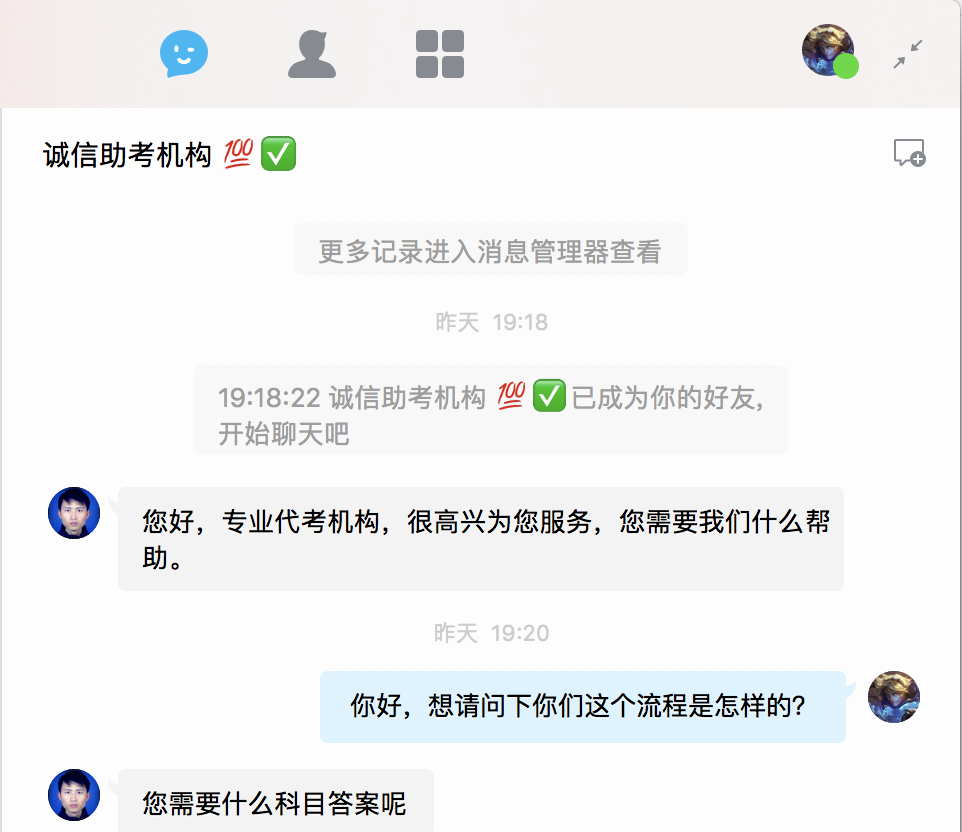 诚信助考机构 💯 ✅
更多记录进入消息管理器查看
昨天 19:18
19:18:22 诚信助考机构 💯 ✅ 已成为你的好友,
开始聊天吧
您好，专业代考机构，很高兴为您服务，您需要我们什么帮
助。
昨天 19:20
你好，想请问下你们这个流程是怎样的?
您需要什么科目答案呢